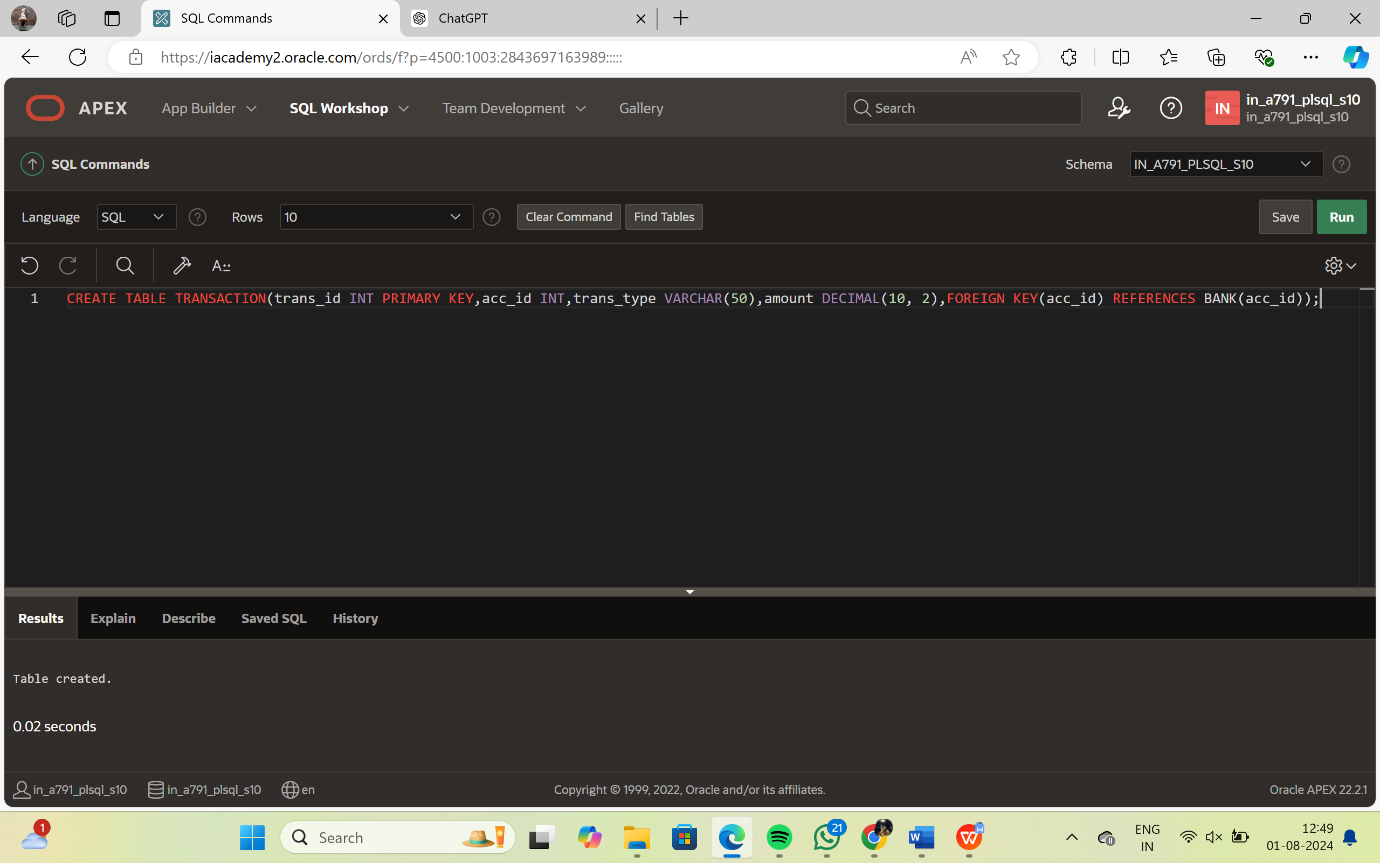 SQL Commands
ChatGPT
https://iacademy2.oracle.com/ords/f?p=4500:1003:2843697163989:::::
APEX App Builder SQL Workshop Team Development Gallery Search IN in_a791_plsql_s10
in_a791_plsql_s10
SQL Commands Schema IN_A791_PLSQL_S10
Language SQL Rows 10 Clear Command Find Tables Save Run
1 CREATE TABLE TRANSACTION(trans_id INT PRIMARY KEY,acc_id INT,trans_type VARCHAR(50),amount DECIMAL(10, 2),FOREIGN KEY(acc_id) REFERENCES BANK(acc_id));
Results Explain Describe Saved SQL History
Table created.
0.02 seconds
in_a791_plsql_s10 in_a791_plsql_s10 en Copyright © 1999, 2022, Oracle and/or its affiliates. Oracle APEX 22.2.1
1 Search 21 ENG 12:49
IN 01-08-2024